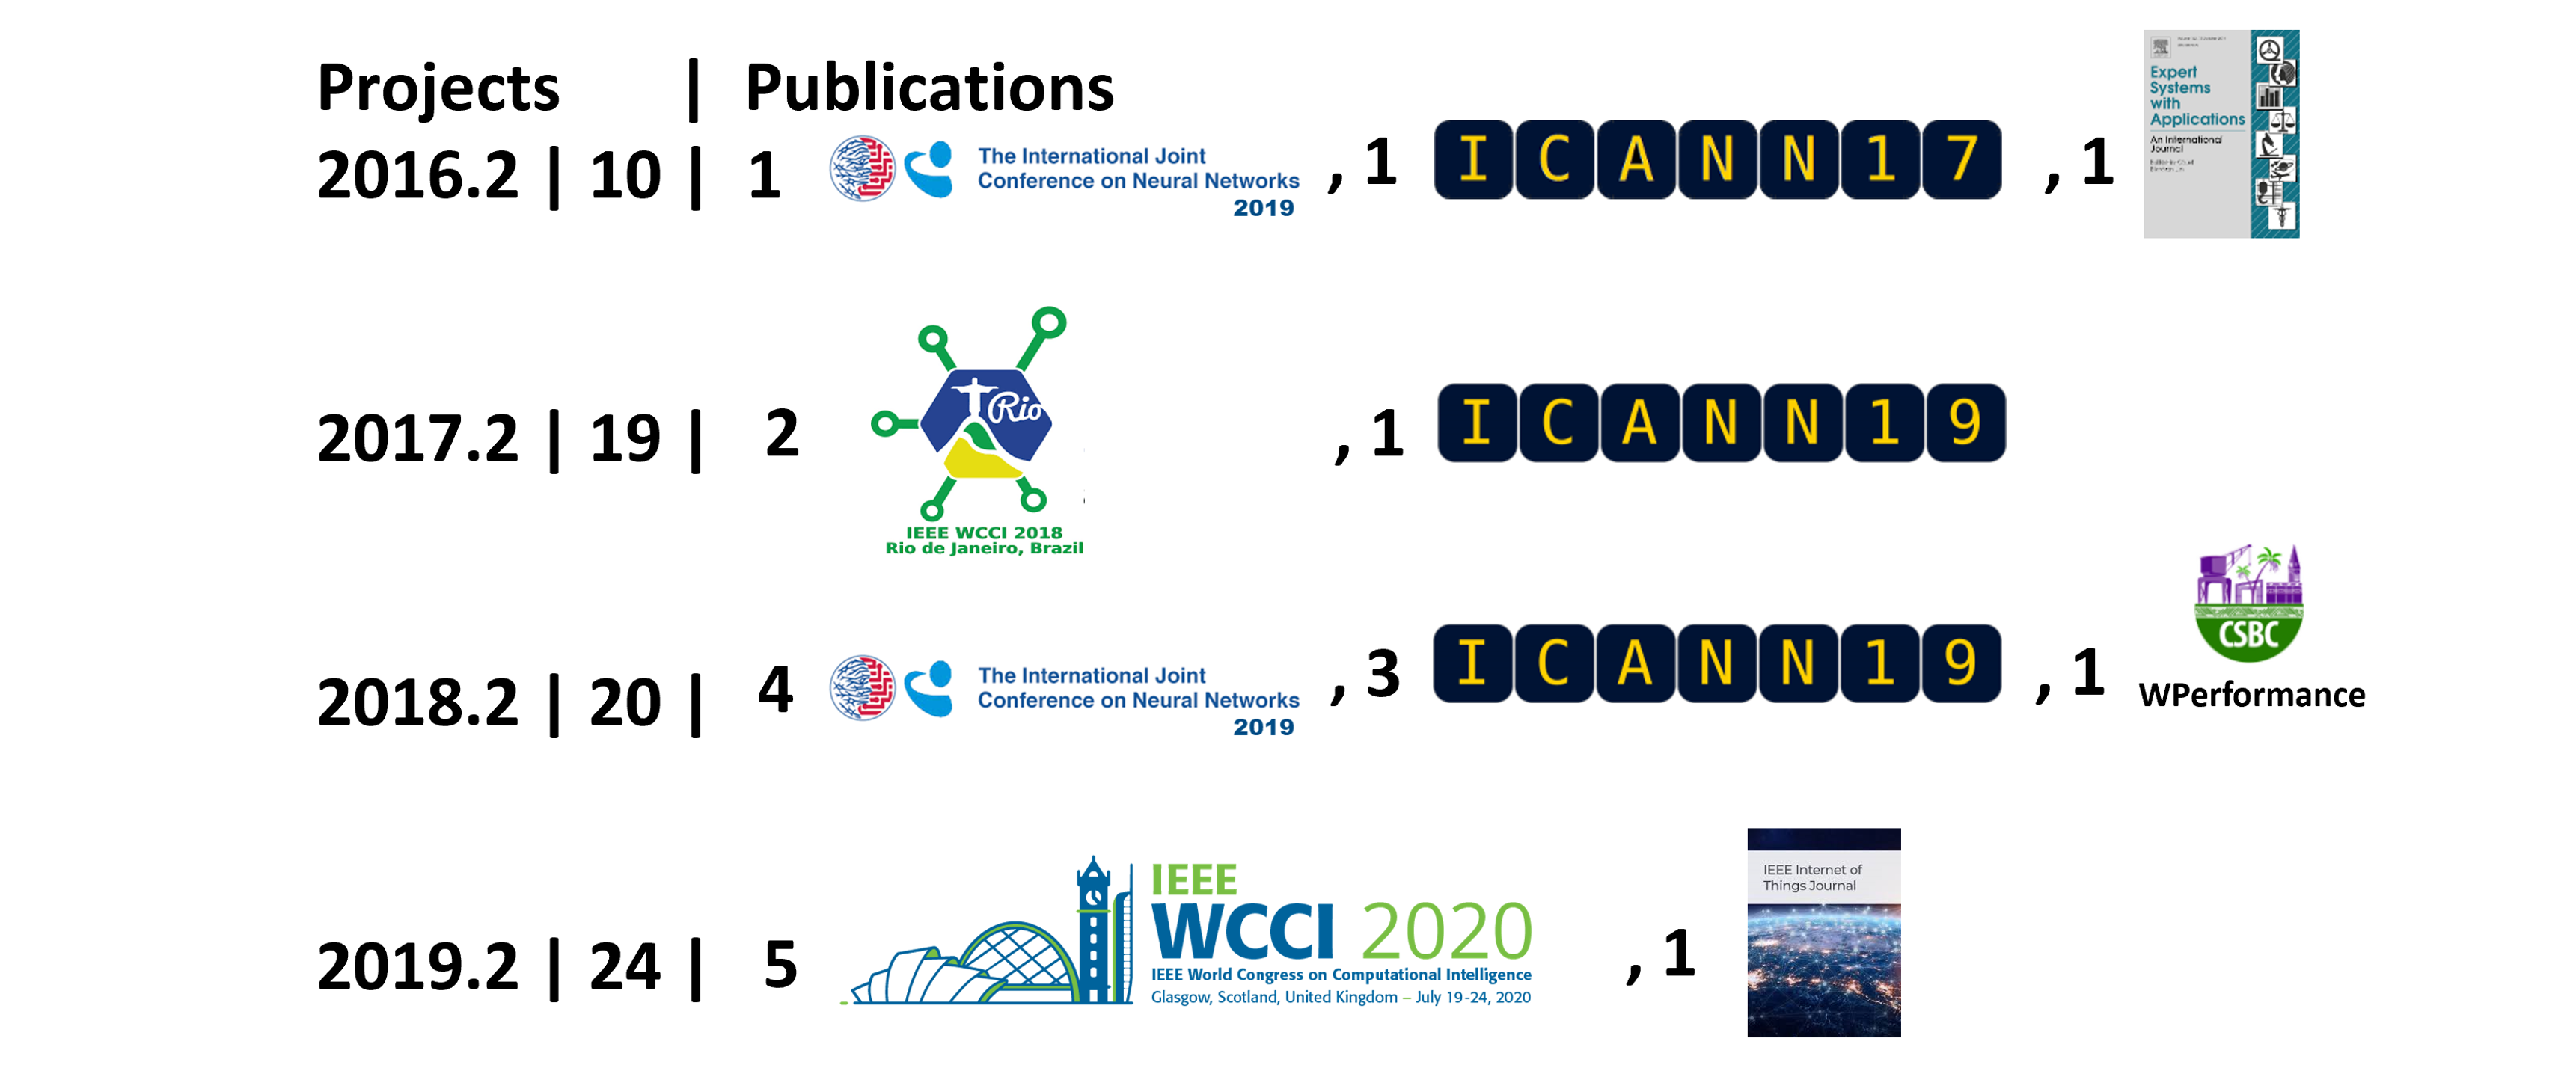 Projects | Publications
2016.2 | 10 | 1 The International Joint Conference on Neural Networks 2019 , 1 ICANN17 , 1 Expert Systems with Applications An International Journal
2017.2 | 19 | 2 Rio IEEE WCCI 2018 Rio de Janeiro, Brazil , 1 ICANN19
2018.2 | 20 | 4 The International Joint Conference on Neural Networks 2019 , 3 ICANN19 , 1 CSBC WPerformance
2019.2 | 24 | 5 IEEE WCCI 2020 IEEE World Congress on Computational Intelligence Glasgow, Scotland, United Kingdom – July 19-24, 2020 , 1 IEEE Internet of Things Journal